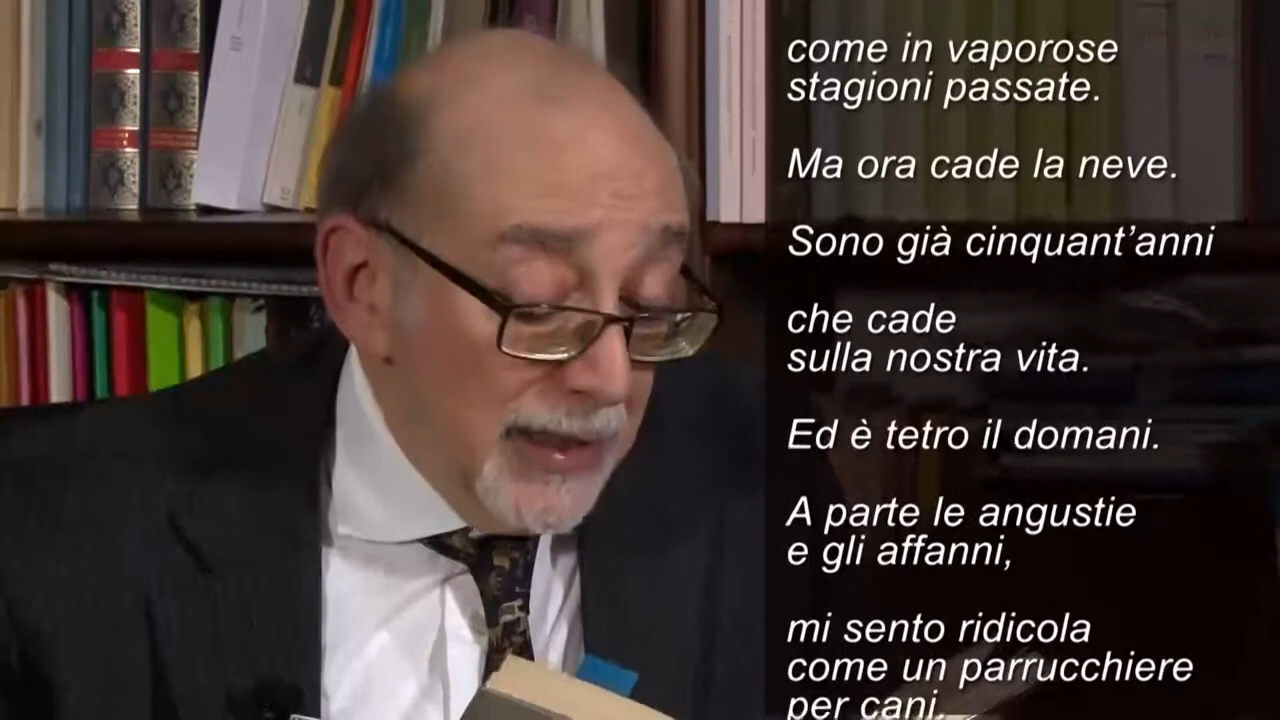 come in vaporose
stagioni passate.
Ma ora cade la neve.
Sono già cinquant’anni
che cade
sulla nostra vita.
Ed è tetro il domani.
A parte le angustie
e gli affanni,
mi sento ridicola
come un parrucchiere
per cani.